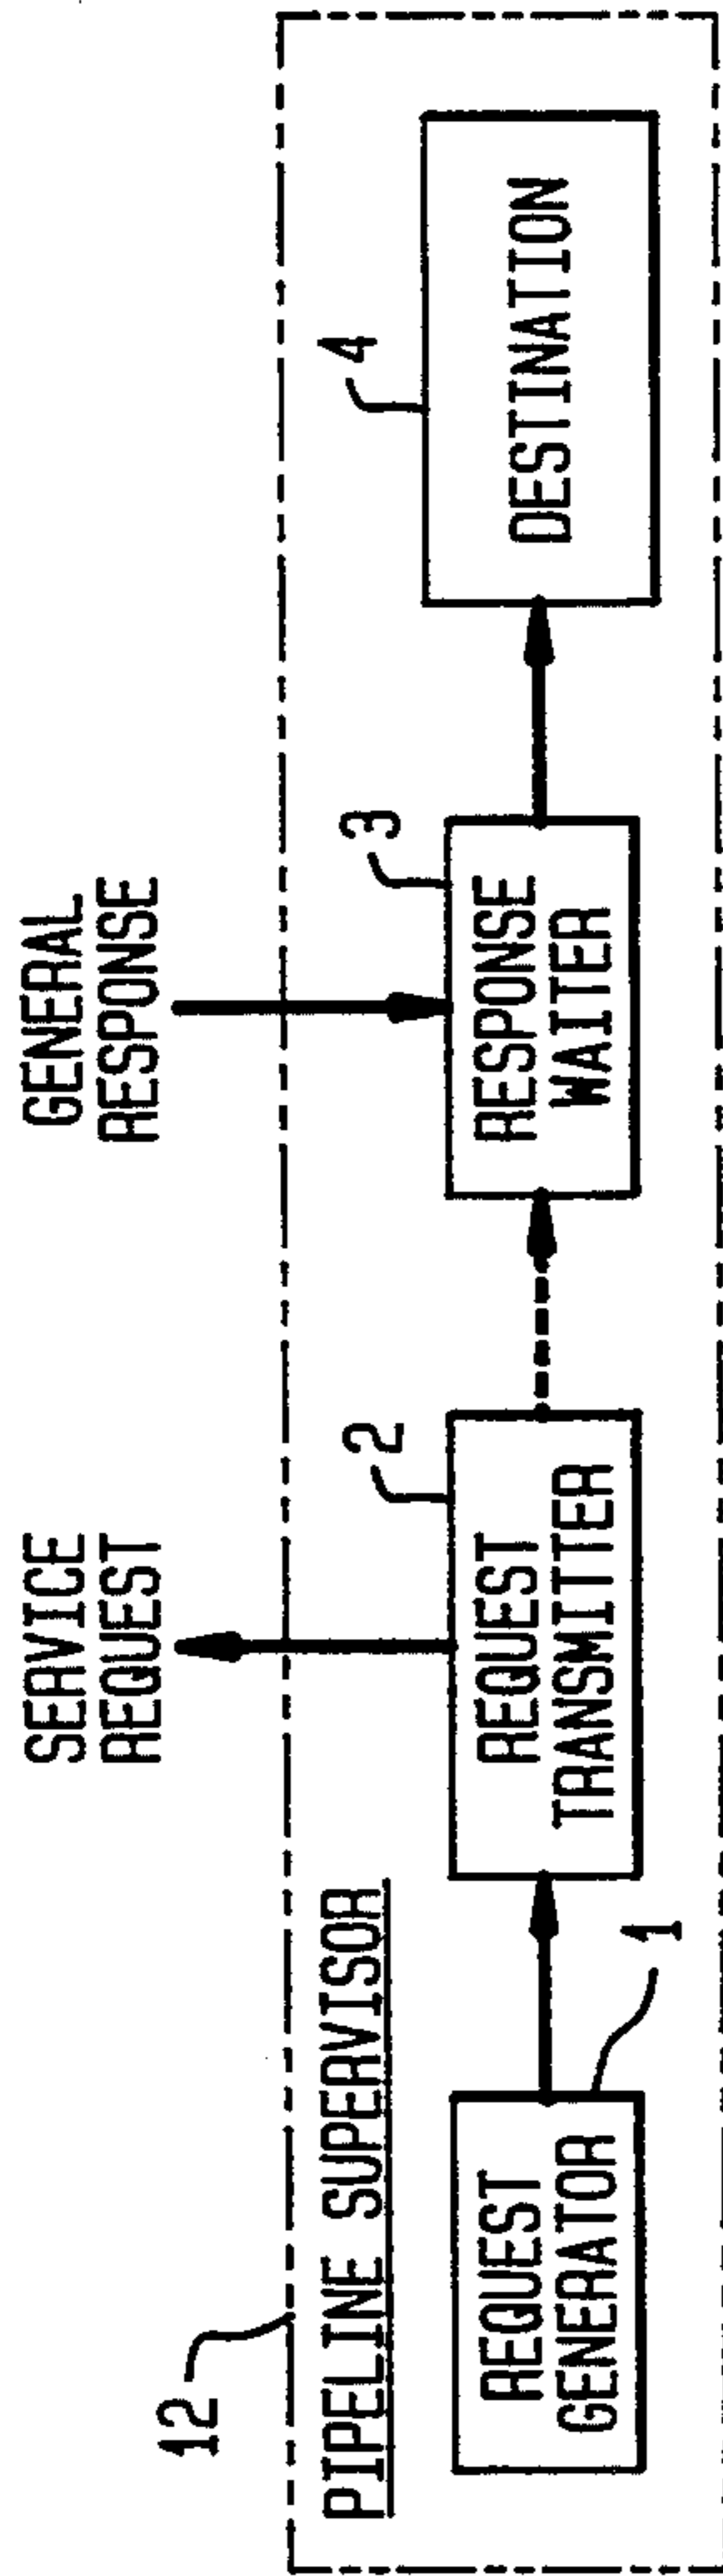 SERVICE
REQUEST
GENERAL
RESPONSE
12
PIPELINE SUPERVISOR
REQUEST
GENERATOR
1
REQUEST
TRANSMITTER
2
RESPONSE
WAITER
3
DESTINATION
4